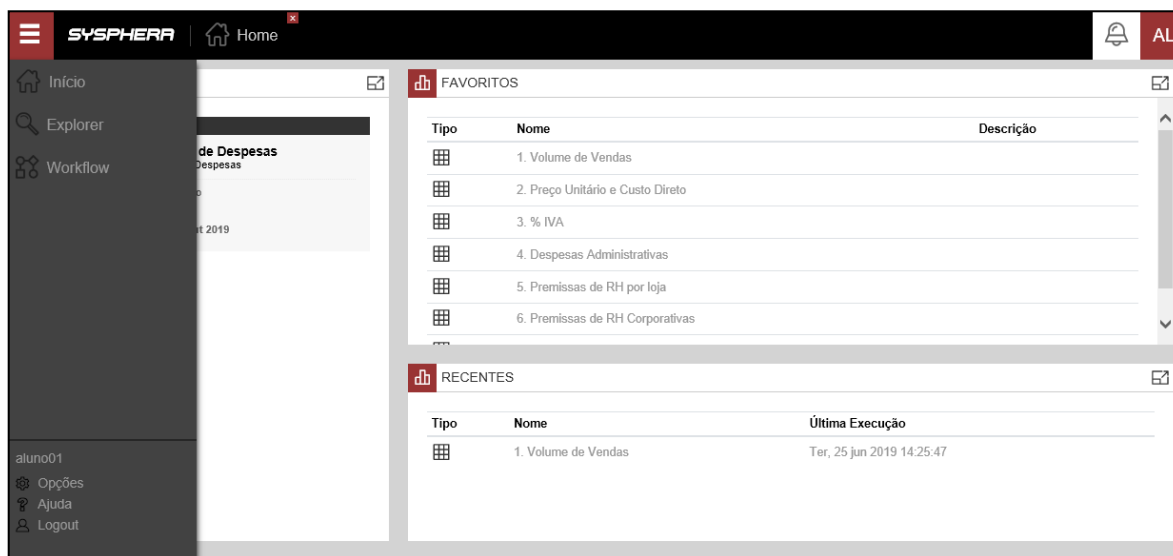 SYSPHERA
Home
AL
Início
Explorer
Workflow
de Despesas
Despesas
2019
FAVORITOS
Tipo Nome Descrição
1. Volume de Vendas
2. Preço Unitário e Custo Direto
3. % IVA
4. Despesas Administrativas
5. Premissas de RH por loja
6. Premissas de RH Corporativas
RECENTES
Tipo Nome Última Execução
1. Volume de Vendas Ter, 25 jun 2019 14:25:47
aluno01
Opções
Ajuda
Logout